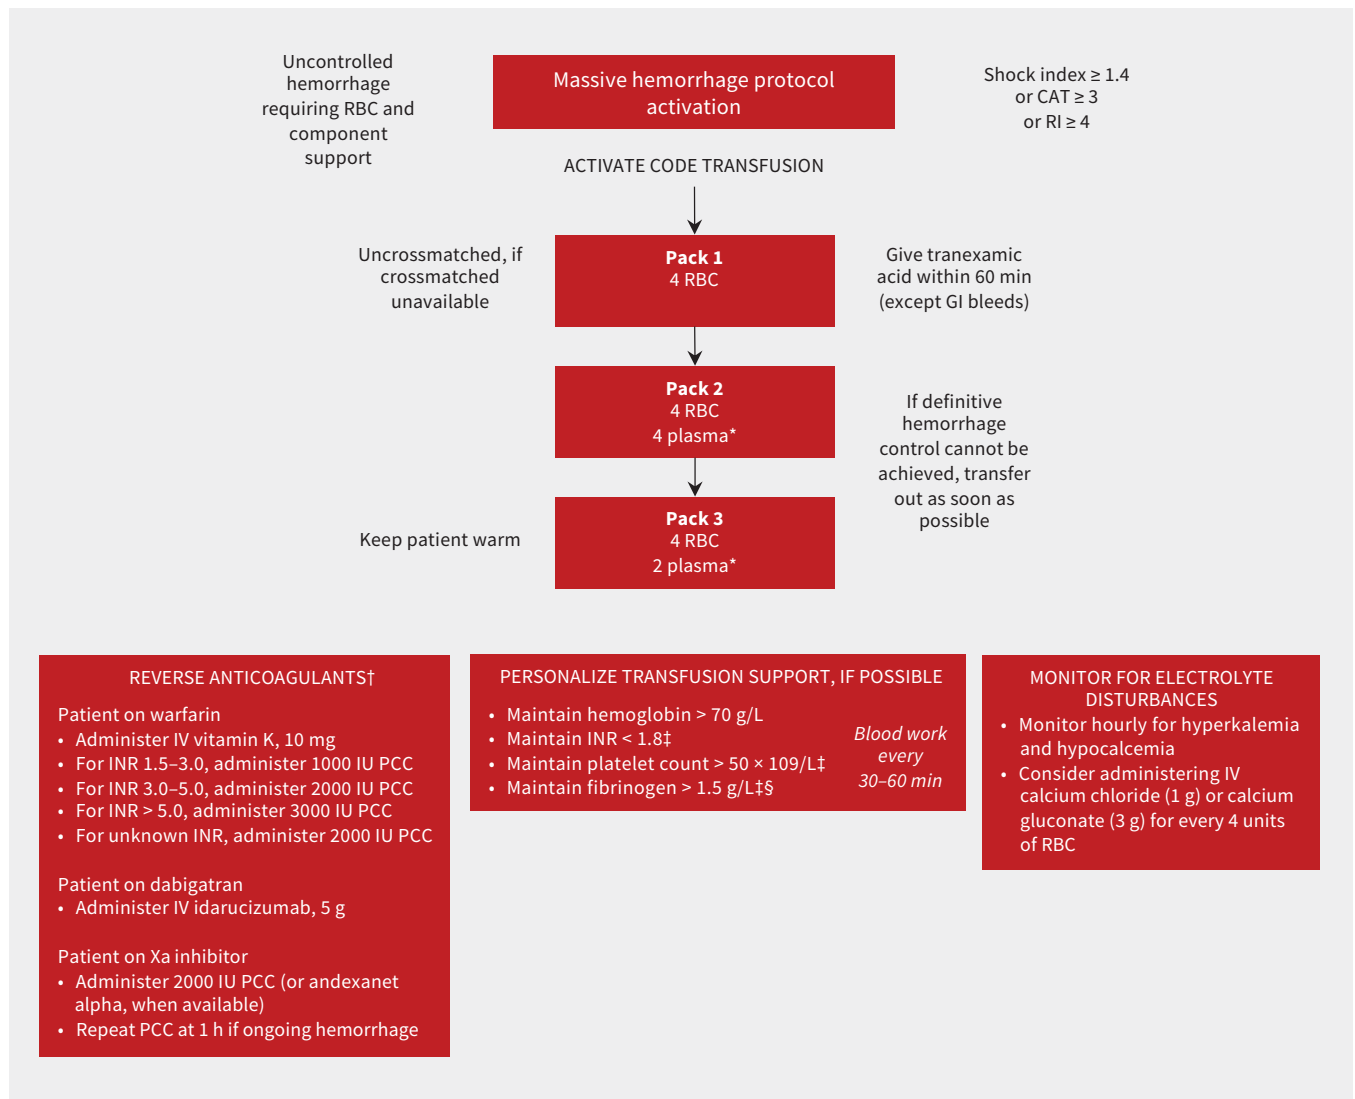 Uncontrolled
hemorrhage
requiring RBC and
component
support
Massive hemorrhage protocol
activation
Shock index ≥ 1.4
or CAT ≥ 3
or RI ≥ 4
ACTIVATE CODE TRANSFUSION
Uncrossmatched, if
crossmatched
unavailable
Pack 1
4 RBC
Give tranexamic
acid within 60 min
(except GI bleeds)
Pack 2
4 RBC
4 plasma*
If definitive
hemorrhage
control cannot be
achieved, transfer
out as soon as
possible
Keep patient warm
Pack 3
4 RBC
2 plasma*
REVERSE ANTICOAGULANTS†
Patient on warfarin
• Administer IV vitamin K, 10 mg
• For INR 1.5–3.0, administer 1000 IU PCC
• For INR 3.0–5.0, administer 2000 IU PCC
• For INR > 5.0, administer 3000 IU PCC
• For unknown INR, administer 2000 IU PCC
Patient on dabigatran
• Administer IV idarucizumab, 5 g
Patient on Xa inhibitor
• Administer 2000 IU PCC (or andexanet
alpha, when available)
• Repeat PCC at 1 h if ongoing hemorrhage
PERSONALIZE TRANSFUSION SUPPORT, IF POSSIBLE
• Maintain hemoglobin > 70 g/L
• Maintain INR < 1.8‡
• Maintain platelet count > 50 × 109/L‡
• Maintain fibrinogen > 1.5 g/L‡§
Blood work
every
30–60 min
MONITOR FOR ELECTROLYTE
DISTURBANCES
• Monitor hourly for hyperkalemia
and hypocalcemia
• Consider administering IV
calcium chloride (1 g) or calcium
gluconate (3 g) for every 4 units
of RBC